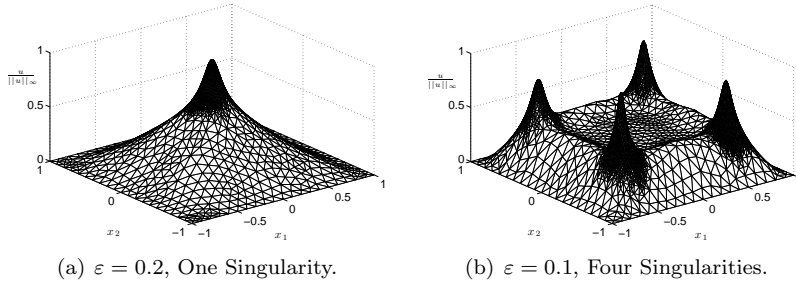 1
u/||u||∞
0.5
0
1
0
−1
−1
−0.5
0
0.5
1
x₂
x₁
(a) ε = 0.2, One Singularity.
1
u/||u||∞
0.5
0
1
0
−1
−1
−0.5
0
0.5
1
x₂
x₁
(b) ε = 0.1, Four Singularities.